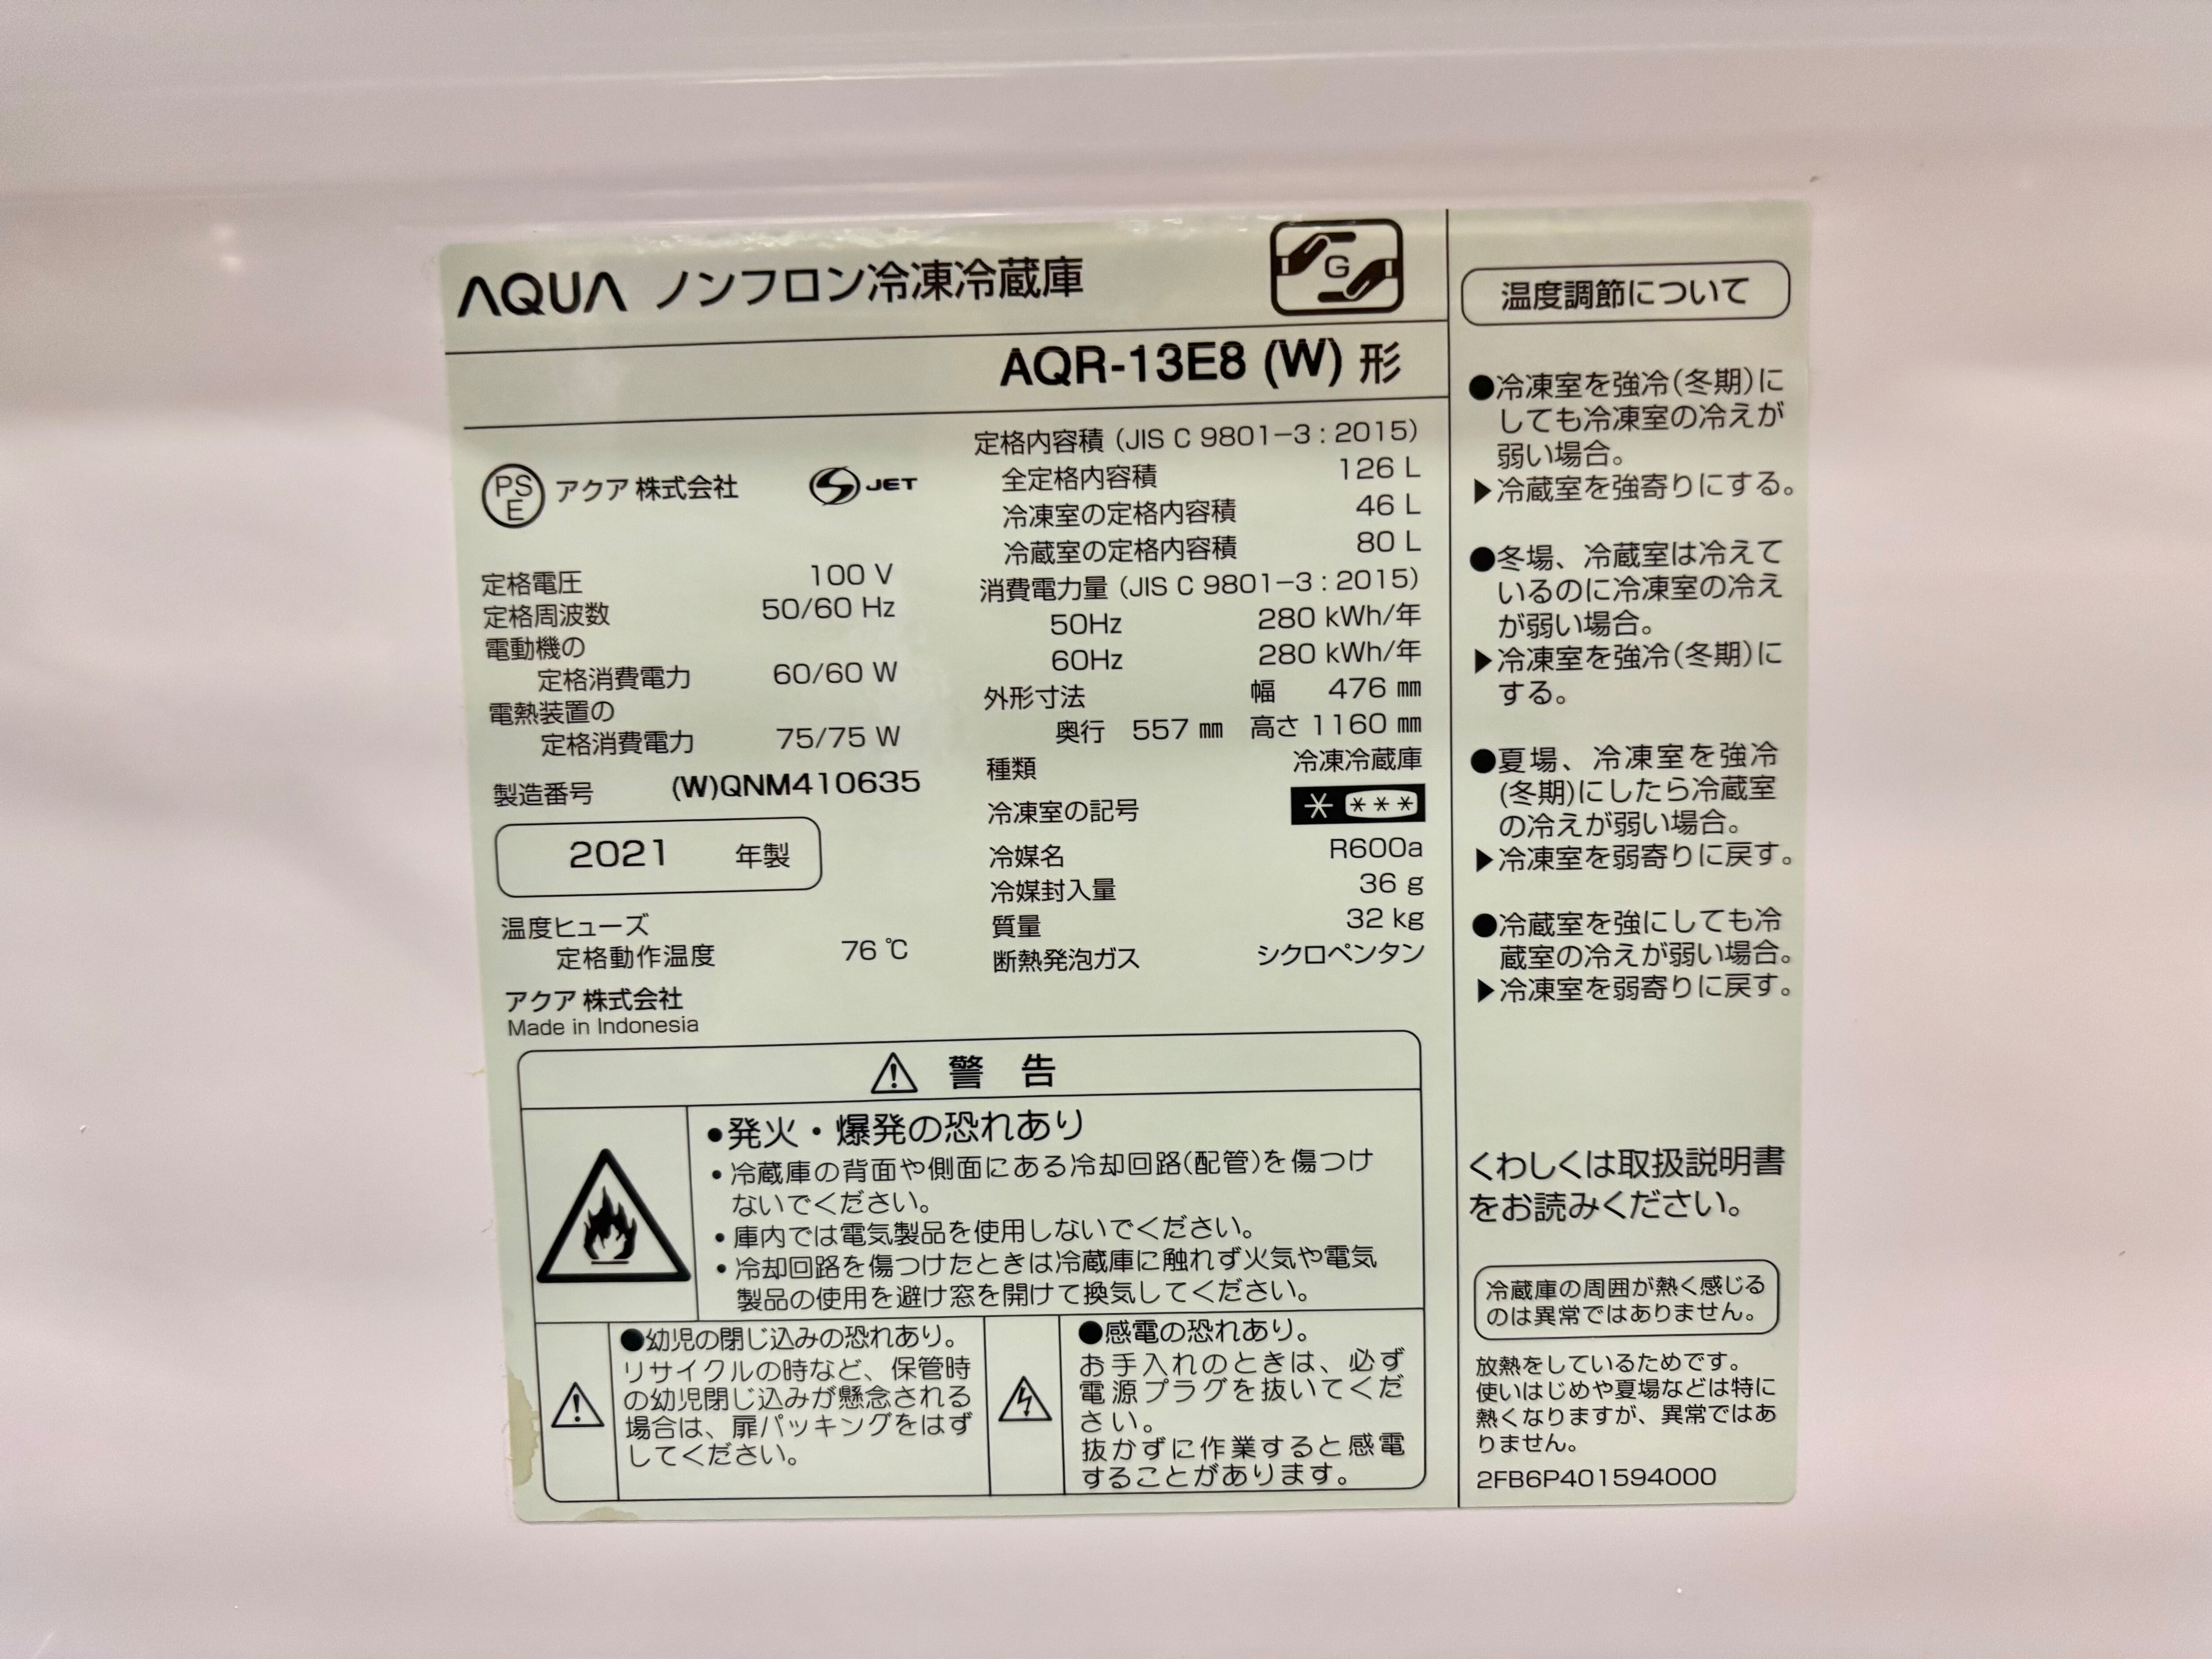 AQUA ノンフロン冷凍冷蔵庫
G
AQR-13E8 (W) 形
PS
E
アクア 株式会社
JET
定格電圧 100 V
定格周波数 50/60 Hz
電動機の
定格消費電力 60/60 W
電熱装置の
定格消費電力 75/75 W
製造番号 (W)QNM410635
2021 年製
温度ヒューズ
定格動作温度 76 ℃
アクア 株式会社
Made in Indonesia
定格内容積 (JIS C 9801-3 : 2015)
全定格内容積 126 L
冷凍室の定格内容積 46 L
冷蔵室の定格内容積 80 L
消費電力量 (JIS C 9801-3 : 2015)
50Hz 280 kWh/年
60Hz 280 kWh/年
外形寸法 幅 476 ㎜
奥行 557 ㎜ 高さ 1160 ㎜
種類 冷凍冷蔵庫
冷凍室の記号 * ***
冷媒名 R600a
冷媒封入量 36 g
質量 32 kg
断熱発泡ガス シクロペンタン
警 告
●発火・爆発の恐れあり
・冷蔵庫の背面や側面にある冷却回路(配管)を傷つけ
ないでください。
・庫内では電気製品を使用しないでください。
・冷却回路を傷つけたときは冷蔵庫に触れず火気や電気
製品の使用を避け窓を開けて換気してください。
●幼児の閉じ込みの恐れあり。
リサイクルの時など、保管時
の幼児閉じ込みが懸念される
場合は、扉パッキングをはず
してください。
●感電の恐れあり。
お手入れのときは、必ず
電源プラグを抜いてくだ
さい。
抜かずに作業すると感電
することがあります。
温度調節について
●冷凍室を強冷(冬期)に
しても冷凍室の冷えが
弱い場合。
▶冷蔵室を強寄りにする。
●冬場、冷蔵室は冷えて
いるのに冷凍室の冷え
が弱い場合。
▶冷凍室を強冷(冬期)に
する。
●夏場、冷凍室を強冷
(冬期)にしたら冷蔵室
の冷えが弱い場合。
▶冷凍室を弱寄りに戻す。
●冷蔵室を強にしても冷
蔵室の冷えが弱い場合。
▶冷凍室を弱寄りに戻す。
くわしくは取扱説明書
をお読みください。
冷蔵庫の周囲が熱く感じる
のは異常ではありません。
放熱をしているためです。
使いはじめや夏場などは特に
熱くなりますが、異常ではあ
りません。
2FB6P401594000